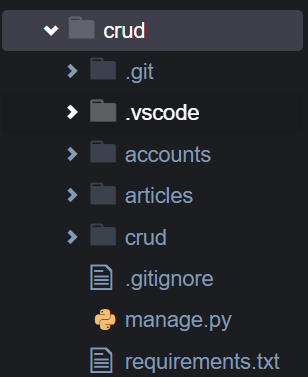 crud
.git
.vscode
accounts
articles
crud
.gitignore
manage.py
requirements.txt